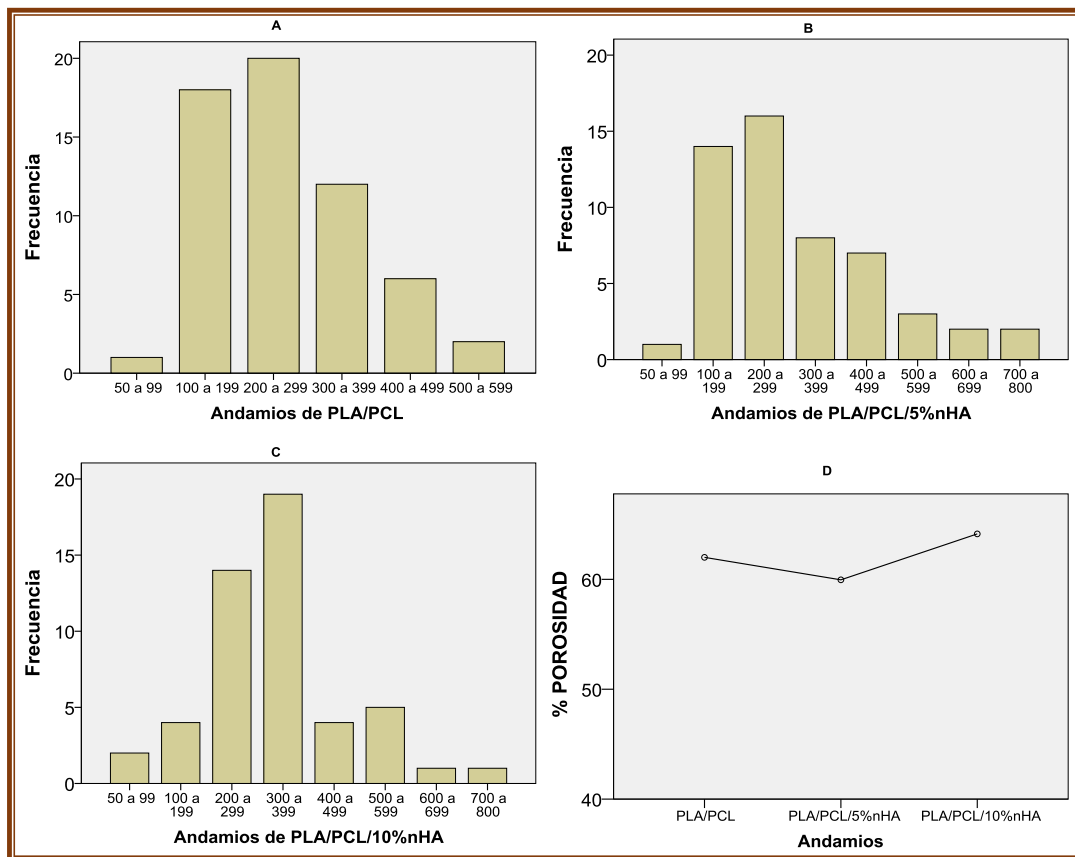 A
Frecuencia
20
15
10
5
0
50 a 99 100 a 199 200 a 299 300 a 399 400 a 499 500 a 599
Andamios de PLA/PCL
B
Frecuencia
20
15
10
5
0
50 a 99 100 a 199 200 a 299 300 a 399 400 a 499 500 a 599 600 a 699 700 a 800
Andamios de PLA/PCL/5%nHA
C
Frecuencia
20
15
10
5
0
50 a 99 100 a 199 200 a 299 300 a 399 400 a 499 500 a 599 600 a 699 700 a 800
Andamios de PLA/PCL/10%nHA
D
% POROSIDAD
60
50
40
PLA/PCL PLA/PCL/5%nHA PLA/PCL/10%nHA
Andamios